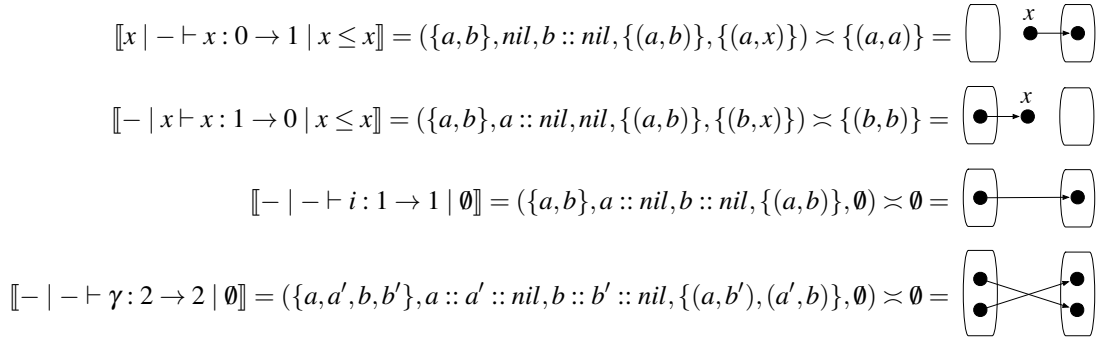 x
⟦x | − ⊢ x : 0 → 1 | x ≤ x⟧ = ({a, b}, nil, b :: nil, {(a, b)}, {(a, x)}) ≍ {(a, a)} =
x
⟦− | x ⊢ x : 1 → 0 | x ≤ x⟧ = ({a, b}, a :: nil, nil, {(a, b)}, {(b, x)}) ≍ {(b, b)} =
⟦− | − ⊢ i : 1 → 1 | ∅⟧ = ({a, b}, a :: nil, b :: nil, {(a, b)}, ∅) ≍ ∅ =
⟦− | − ⊢ γ : 2 → 2 | ∅⟧ = ({a, a′, b, b′}, a :: a′ :: nil, b :: b′ :: nil, {(a, b′), (a′, b)}, ∅) ≍ ∅ =